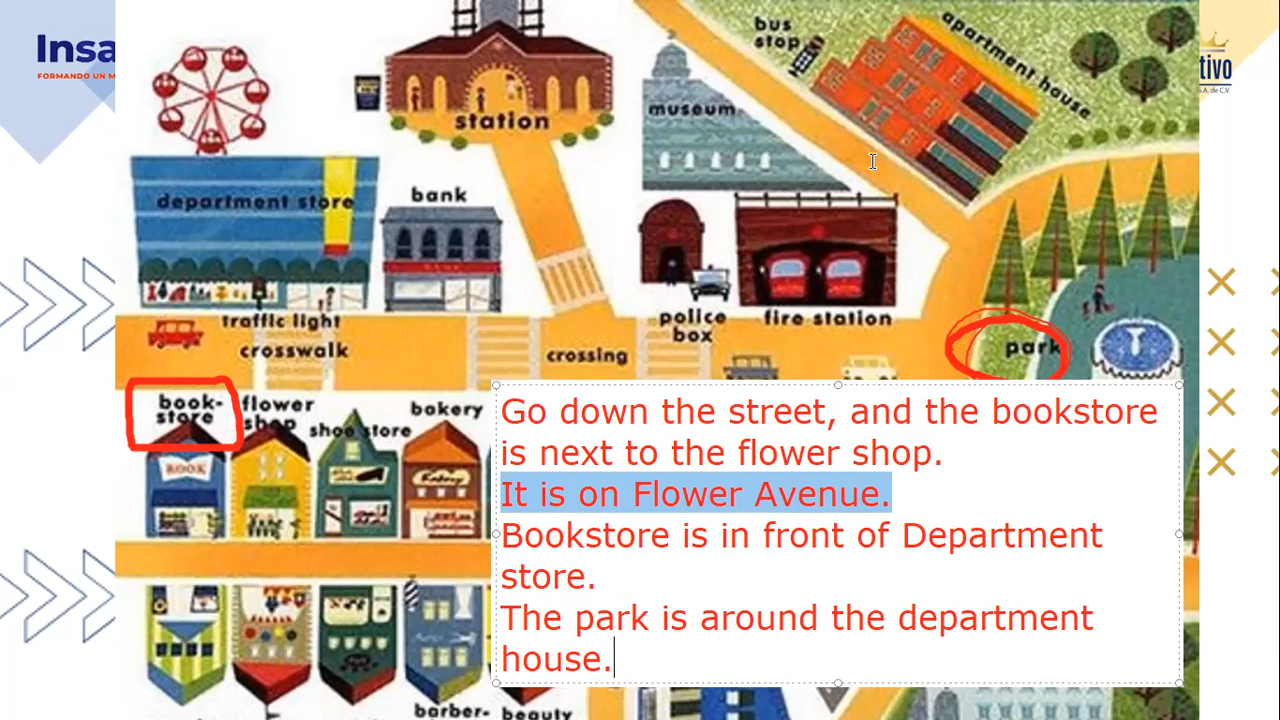 Insa
FORMANDO UN M
tivo
S.A. de C.V.
bus
stop
apartment house
museum
station
department store
bank
traffic light
crosswalk
crossing
police
box
fire station
park
book-
store
flower
shop
shoe store
bakery
BOOK
Bakery
Go down the street, and the bookstore
is next to the flower shop.
It is on Flower Avenue.
Bookstore is in front of Department
store.
The park is around the department
house.
barber-
beauty